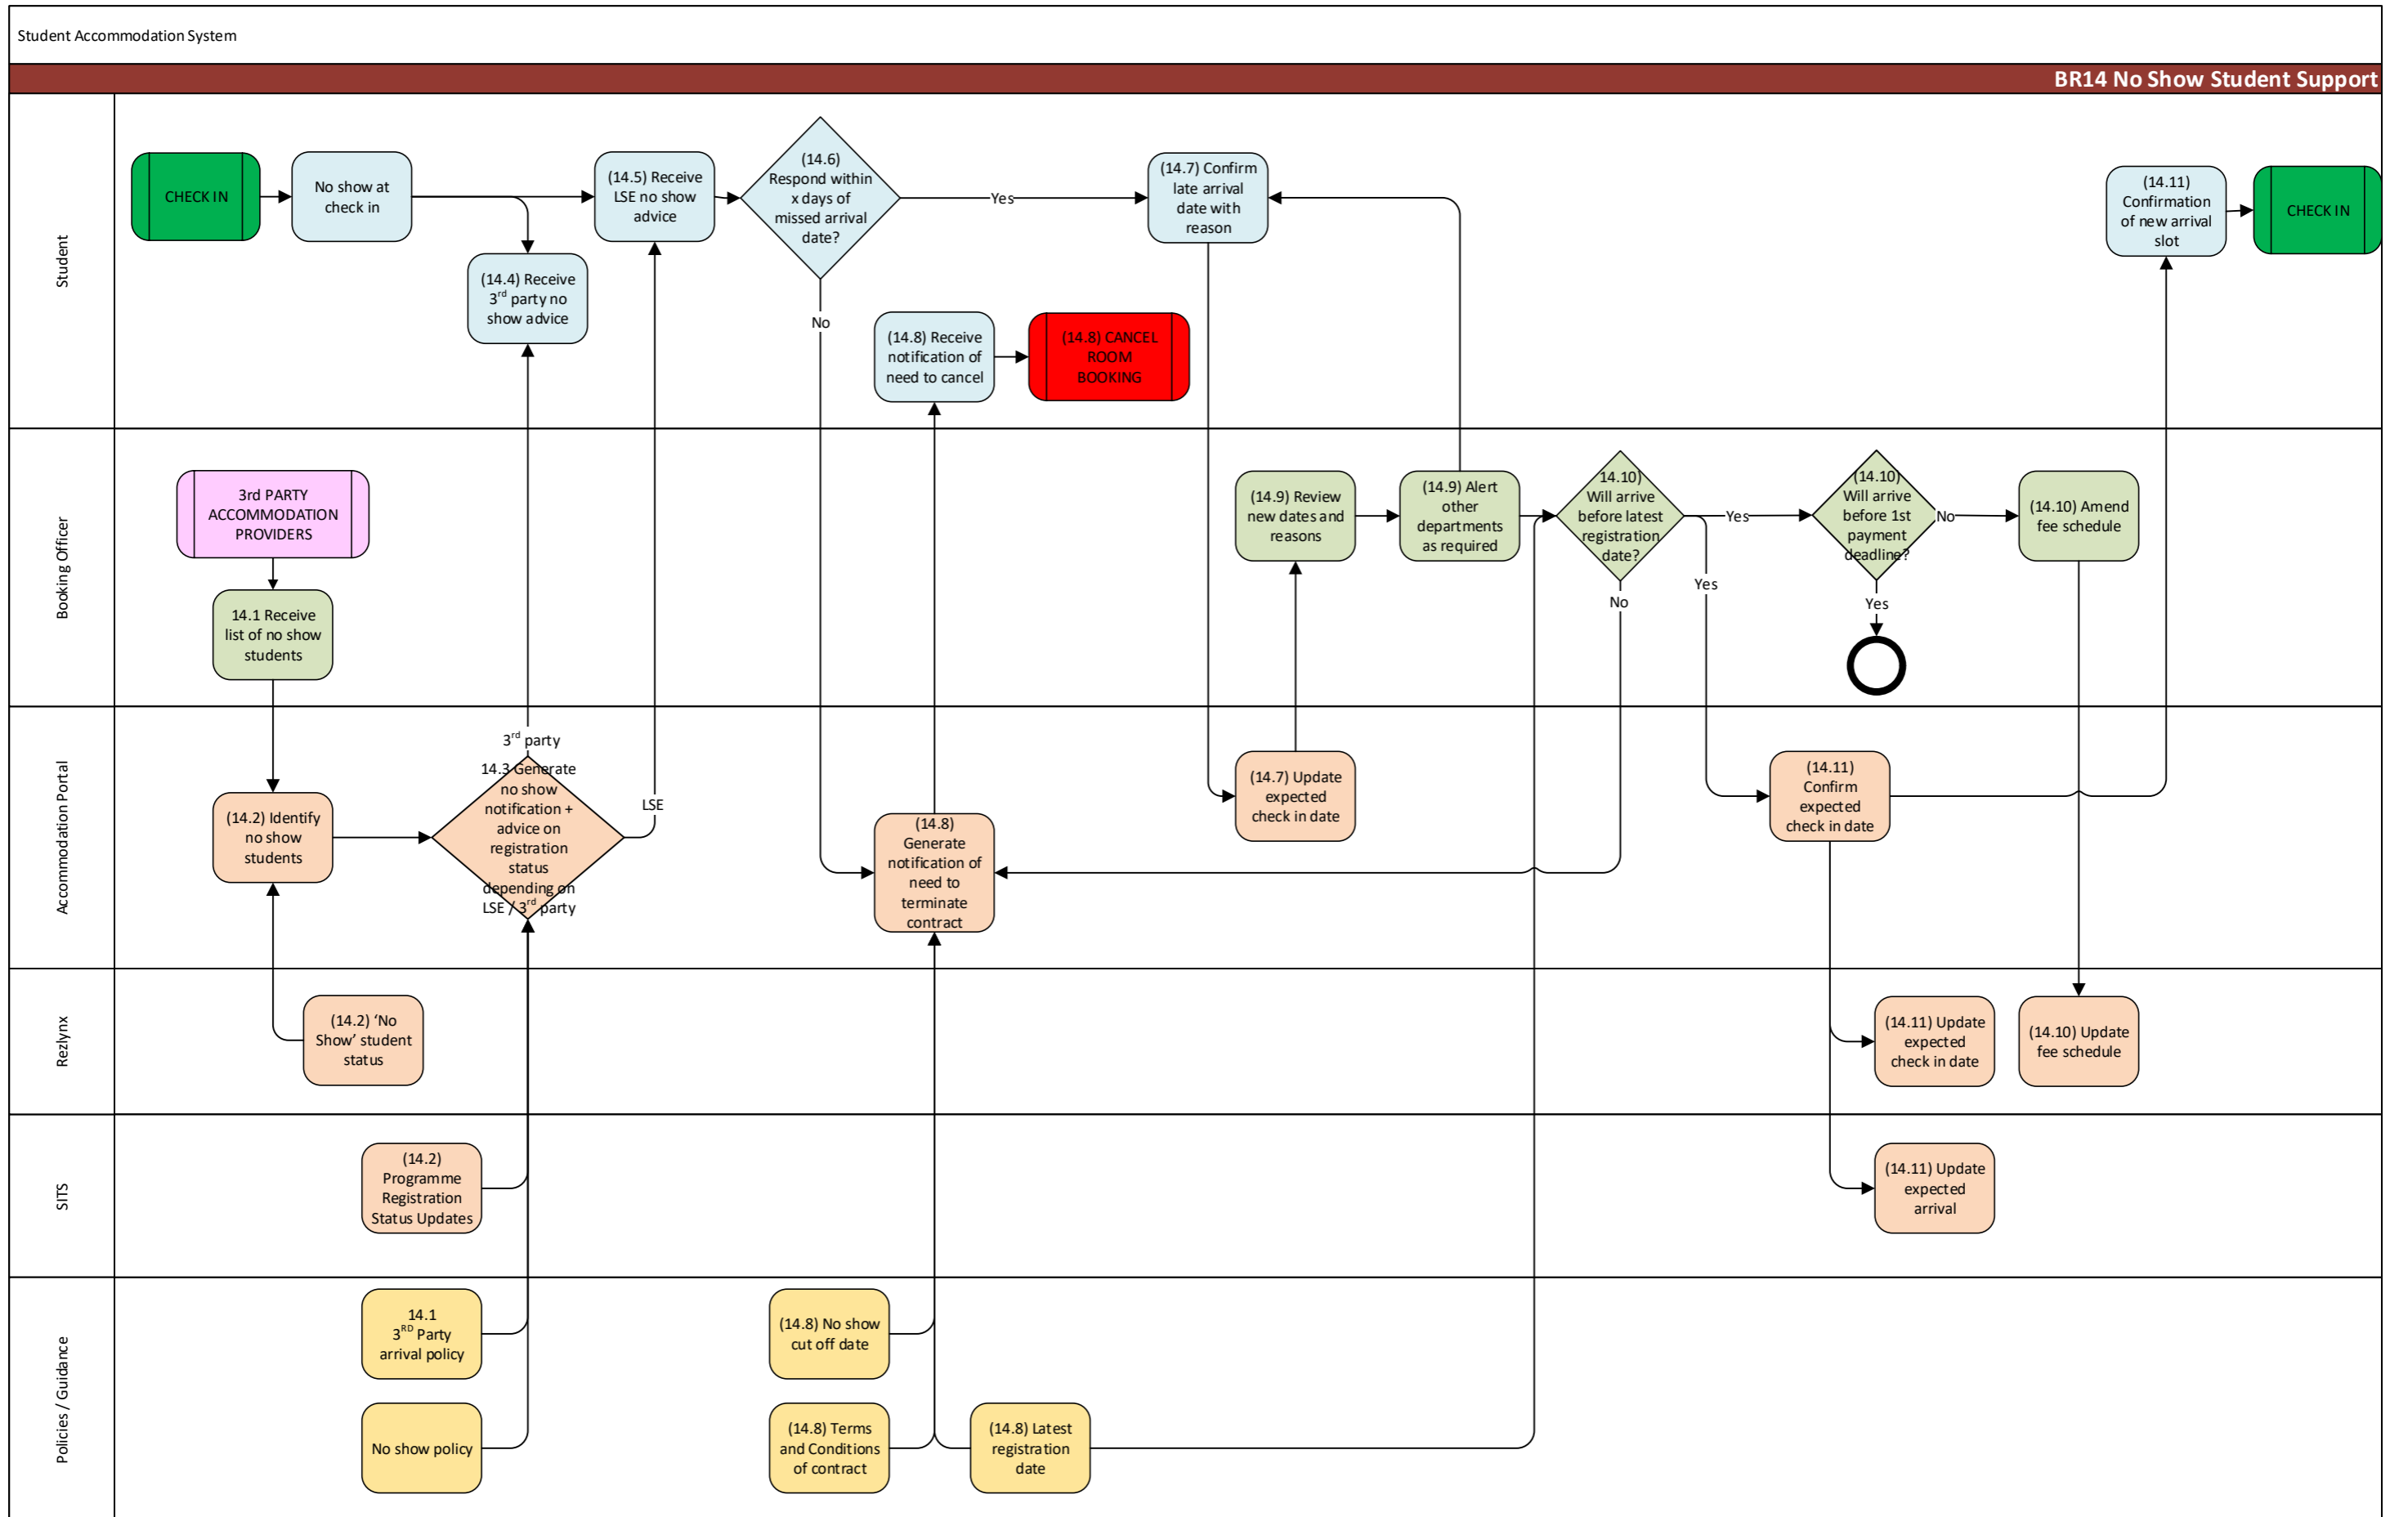 Student Accommodation System
BR14 No Show Student Support
Student
CHECK IN
No show at
check in
(14.4) Receive
3rd party no
show advice
(14.5) Receive
LSE no show
advice
(14.6)
Respond within
x days of
missed arrival
date?
Yes
No
(14.7) Confirm
late arrival
date with
reason
(14.8) Receive
notification of
need to cancel
(14.8) CANCEL
ROOM
BOOKING
(14.11)
Confirmation
of new arrival
slot
CHECK IN
Booking Officer
3rd PARTY
ACCOMMODATION
PROVIDERS
14.1 Receive
list of no show
students
(14.9) Review
new dates and
reasons
(14.9) Alert
other
departments
as required
14.10)
Will arrive
before latest
registration
date?
Yes
Yes
No
(14.10)
Will arrive
before 1st
payment
deadline?
No
Yes
(14.10) Amend
fee schedule
Accommodation Portal
(14.2) Identify
no show
students
3rd party
14.3 Generate
no show
notification +
advice on
registration
status
depending on
LSE / 3rd party
LSE
(14.8)
Generate
notification of
need to
terminate
contract
(14.7) Update
expected
check in date
(14.11)
Confirm
expected
check in date
Rezlynx
(14.2) ‘No
Show’ student
status
(14.11) Update
expected
check in date
(14.10) Update
fee schedule
SITS
(14.2)
Programme
Registration
Status Updates
(14.11) Update
expected
arrival
Policies / Guidance
14.1
3RD Party
arrival policy
No show policy
(14.8) No show
cut off date
(14.8) Terms
and Conditions
of contract
(14.8) Latest
registration
date